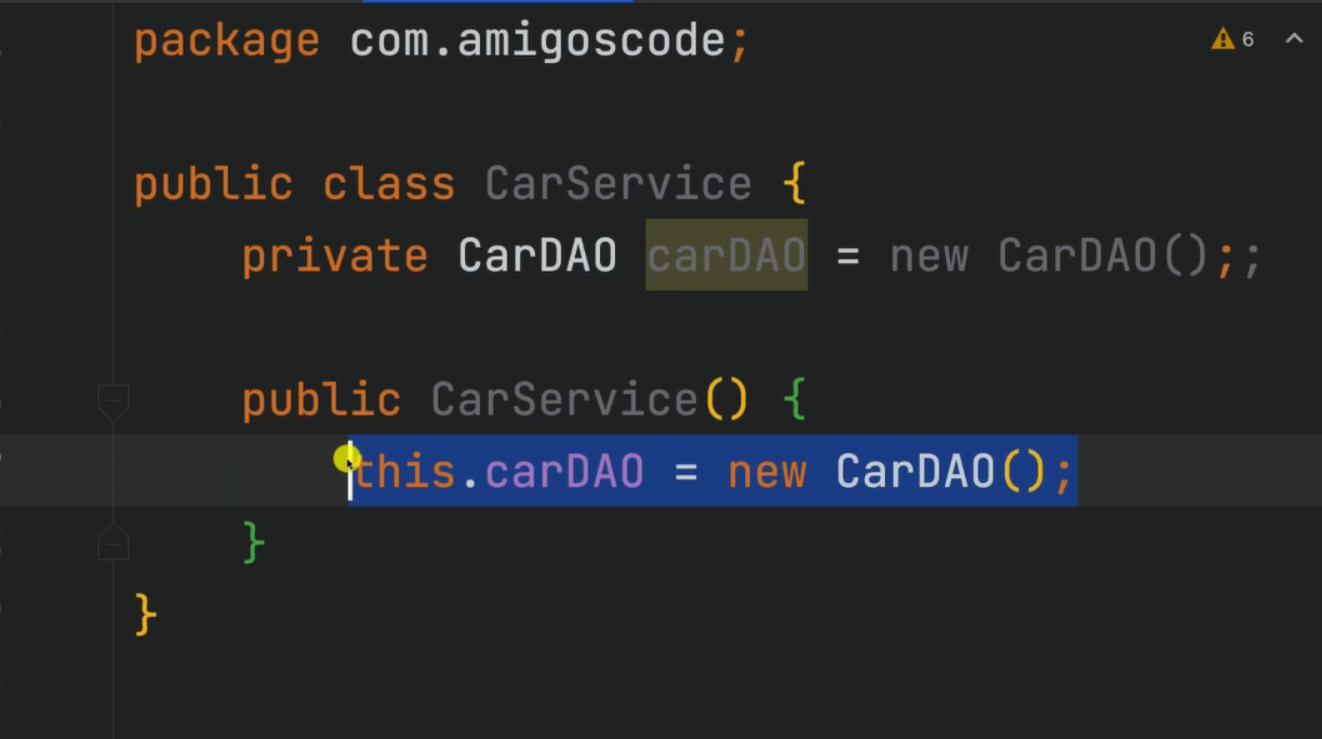 package com.amigoscode;
6
public class CarService {
private CarDAO carDAO = new CarDAO();;
public CarService() {
this.carDAO = new CarDAO();
}
}